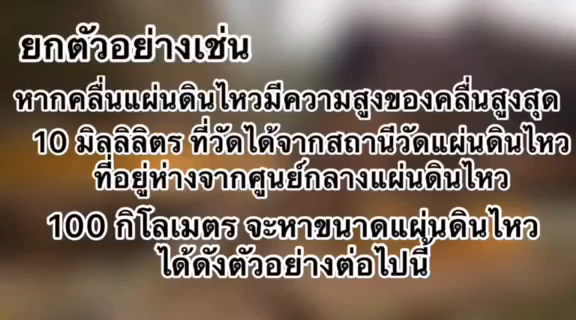 ยกตัวอย่างเช่น
หากคลื่นแผ่นดินไหวมีความสูงของคลื่นสูงสุด
10 มิลลิลิตร ที่วัดได้จากสถานีวัดแผ่นดินไหว
ที่อยู่ห่างจากศูนย์กลางแผ่นดินไหว
100 กิโลเมตร จะหาขนาดแผ่นดินไหว
ได้ดังตัวอย่างต่อไปนี้